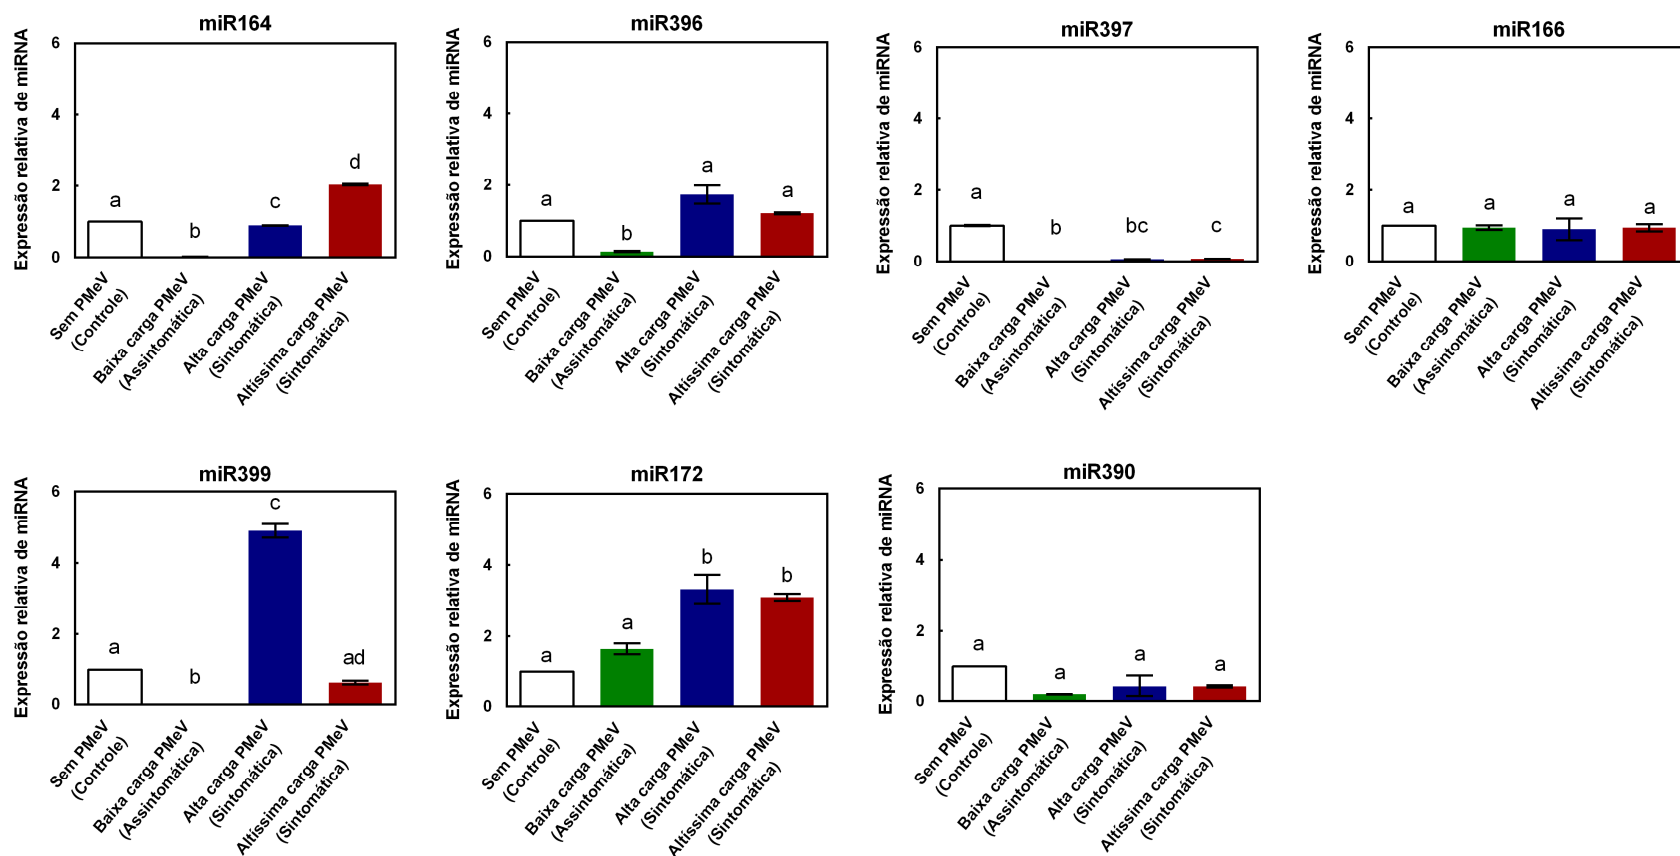 miR164
Expressão relativa de miRNA
6
4
2
0
a
b
c
d
Sem PMeV
(Controle)
Baixa carga PMeV
(Assintomática)
Alta carga PMeV
(Sintomática)
Altíssima carga PMeV
(Sintomática)
miR396
Expressão relativa de miRNA
6
4
2
0
a
b
a
a
Sem PMeV
(Controle)
Baixa carga PMeV
(Assintomática)
Alta carga PMeV
(Sintomática)
Altíssima carga PMeV
(Sintomática)
miR397
Expressão relativa de miRNA
6
4
2
0
a
b
bc
c
Sem PMeV
(Controle)
Baixa carga PMeV
(Assintomática)
Alta carga PMeV
(Sintomática)
Altíssima carga PMeV
(Sintomática)
miR166
Expressão relativa de miRNA
6
4
2
0
a
a
a
a
Sem PMeV
(Controle)
Baixa carga PMeV
(Assintomática)
Alta carga PMeV
(Sintomática)
Altíssima carga PMeV
(Sintomática)
miR399
Expressão relativa de miRNA
6
4
2
0
a
b
c
ad
Sem PMeV
(Controle)
Baixa carga PMeV
(Assintomática)
Alta carga PMeV
(Sintomática)
Altíssima carga PMeV
(Sintomática)
miR172
Expressão relativa de miRNA
6
4
2
0
a
a
b
b
Sem PMeV
(Controle)
Baixa carga PMeV
(Assintomática)
Alta carga PMeV
(Sintomática)
Altíssima carga PMeV
(Sintomática)
miR390
Expressão relativa de miRNA
6
4
2
0
a
a
a
a
Sem PMeV
(Controle)
Baixa carga PMeV
(Assintomática)
Alta carga PMeV
(Sintomática)
Altíssima carga PMeV
(Sintomática)